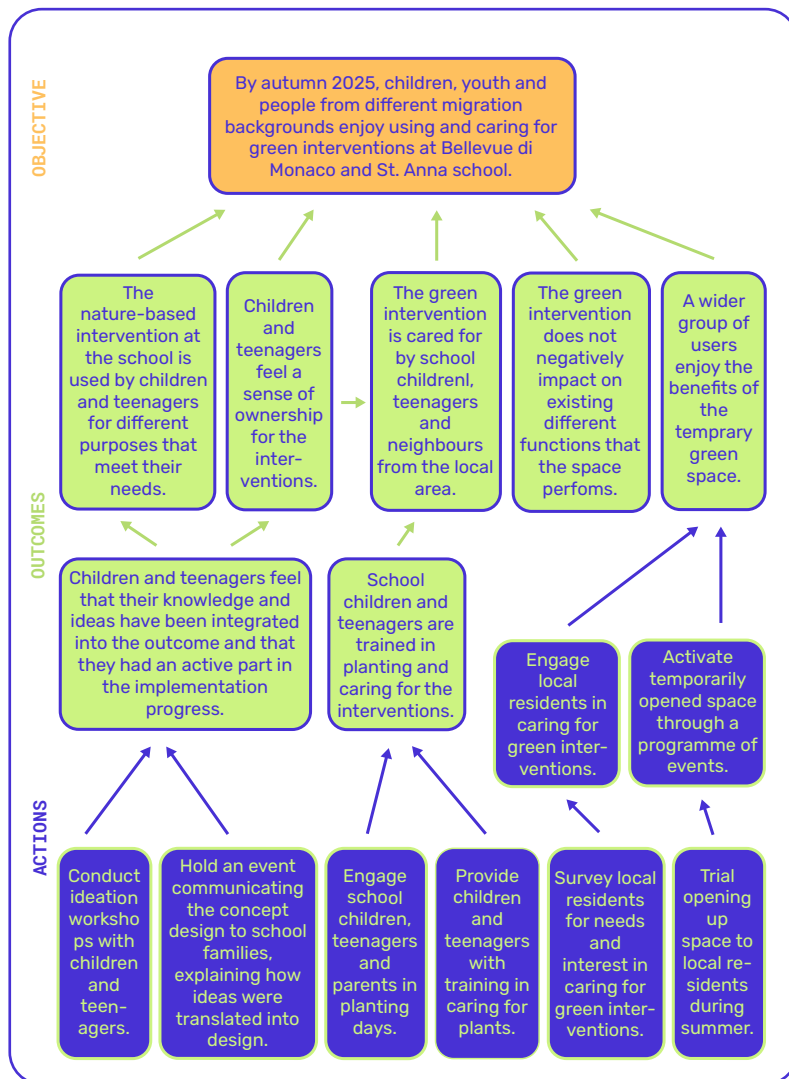 OBJECTIVE
By autumn 2025, children, youth and
people from different migration
backgrounds enjoy using and caring for
green interventions at Bellevue di
Monaco and St. Anna school.
OUTCOMES
The
nature-based
intervention at
the school is
used by children
and teenagers
for different
purposes that
meet their
needs.
Children
and
teenagers
feel a
sense of
ownership
for the
inter-
ventions.
The green
intervention
is cared for
by school
childrenl,
teenagers
and
neighbours
from the local
area.
The green
intervention
does not
negatively
impact on
existing
different
functions that
the space
perfoms.
A wider
group of
users
enjoy the
benefits of
the
temprary
green
space.
Children and teenagers feel
that their knowledge and
ideas have been integrated
into the outcome and that
they had an active part in
the implementation
progress.
School
children and
teenagers are
trained in
planting and
caring for the
interventions.
ACTIONS
Engage
local
residents in
caring for
green inter-
ventions.
Activate
temporarily
opened space
through a
programme of
events.
Conduct
ideation
worksho
ps with
children
and
teen-
agers.
Hold an event
communicating
the concept
design to school
families,
explaining how
ideas were
translated into
design.
Engage
school
children,
teenagers
and
parents in
planting
days.
Provide
children
and
teenagers
with
training in
caring for
plants.
Survey local
residents
for needs
and
interest in
caring for
green inter-
ventions.
Trial
opening
up
space to
local re-
sidents
during
summer.